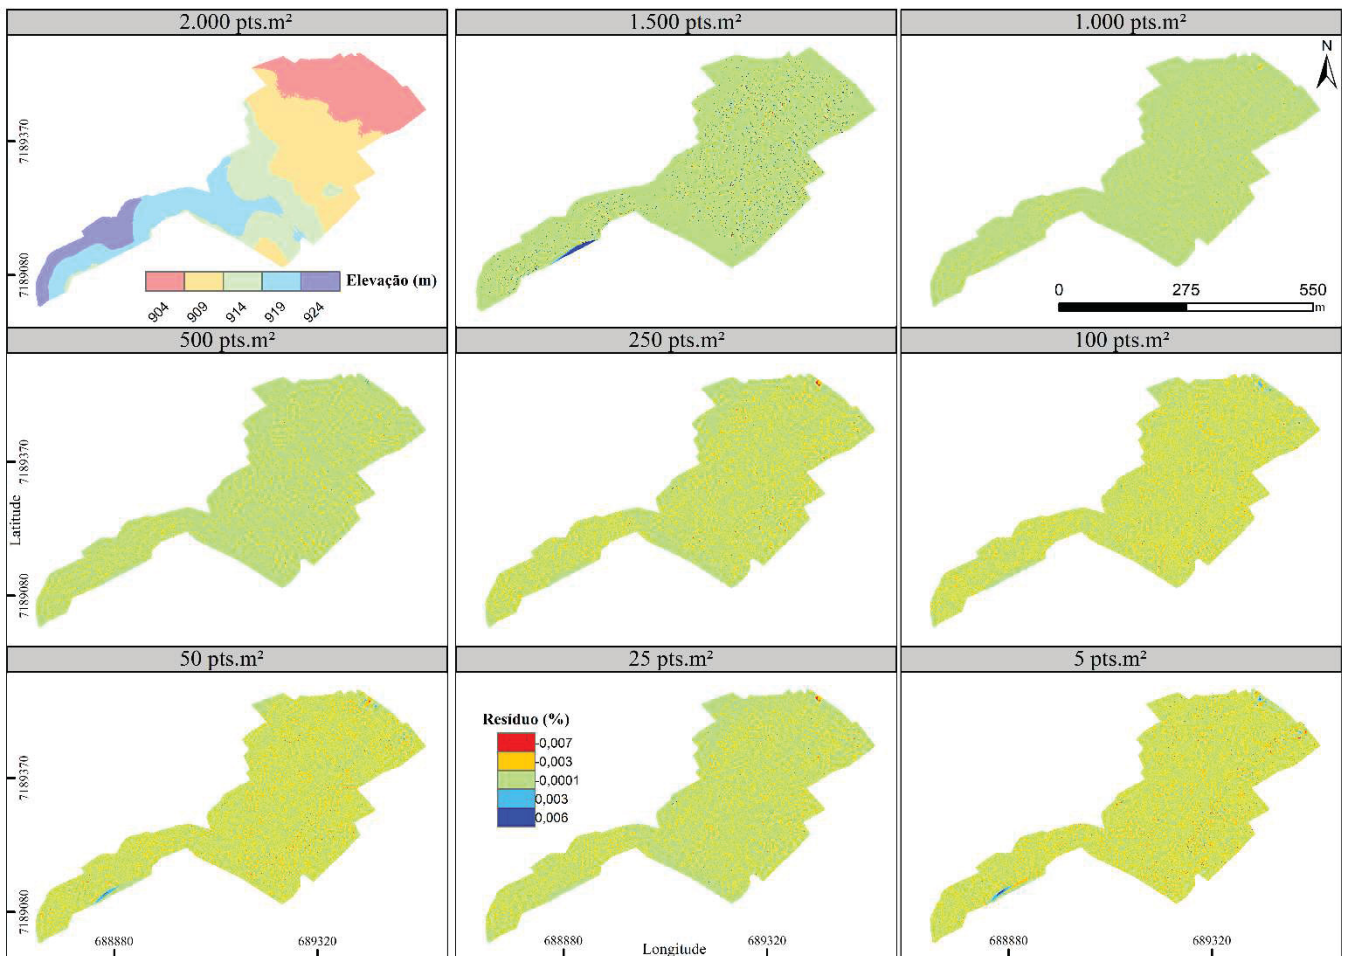 2.000 pts.m²
1.500 pts.m²
1.000 pts.m²
N
7189370
7189080
Elevação (m)
904
909
914
919
924
0
275
550
m
500 pts.m²
250 pts.m²
100 pts.m²
7189370
Latitude
7189080
50 pts.m²
25 pts.m²
5 pts.m²
Resíduo (%)
-0,007
-0,003
-0,0001
0,003
0,006
7189370
7189080
688880
689320
688880
Longitude
689320
688880
689320